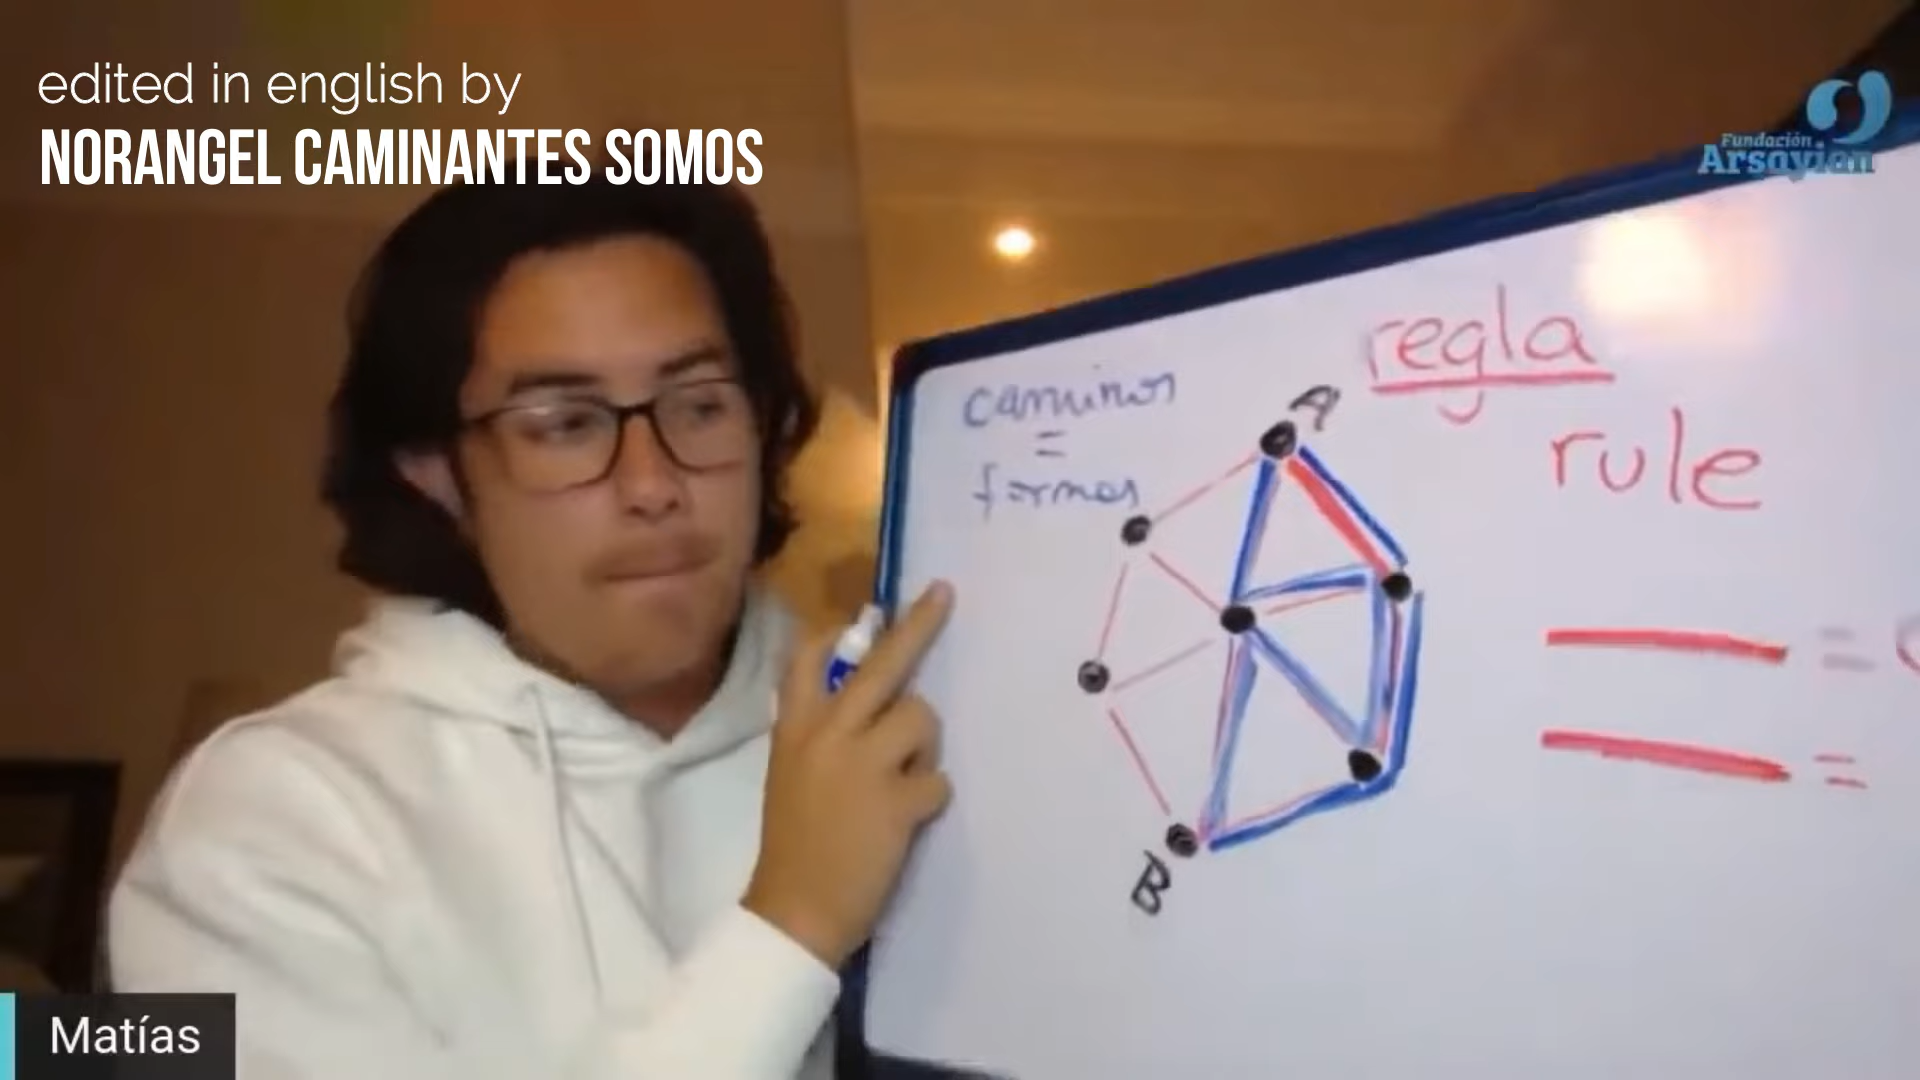 edited in english by
NORANGEL CAMINANTES SOMOS
Fundación
Arsayian
regla
rule
caminos
=
formas
A
B
=
=
Matías